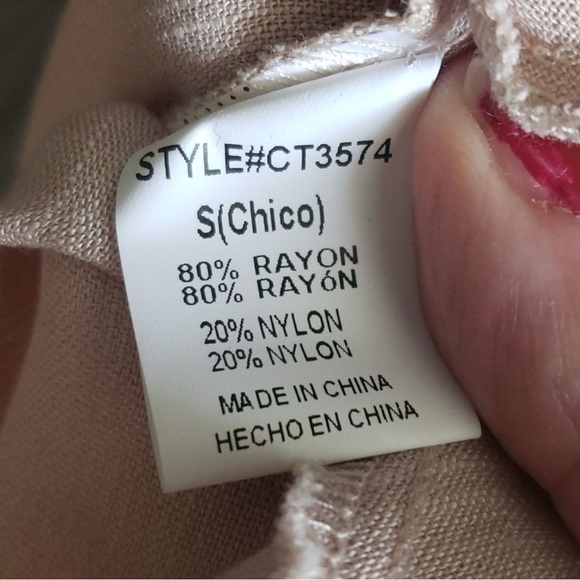 STYLE#CT3574
S(Chico)
80% RAYON
80% RAYóN
20% NYLON
20% NYLON
MADE IN CHINA
HECHO EN CHINA